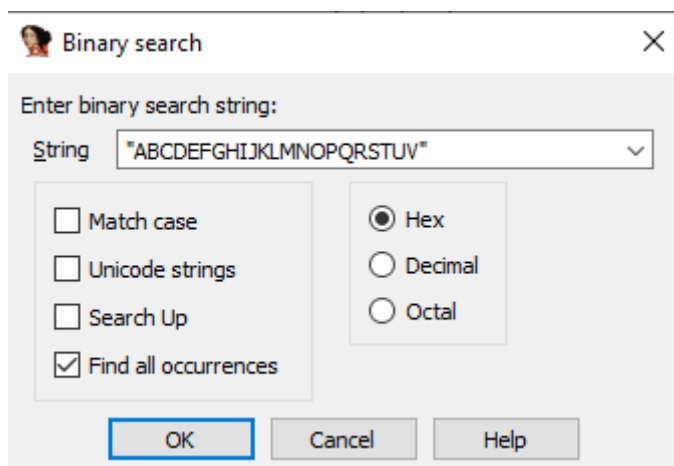 Binary search
Enter binary search string:
String "ABCDEFGHIJKLMNOPQRSTUV"
Match case
Hex
Unicode strings
Decimal
Search Up
Octal
Find all occurrences
OK Cancel Help